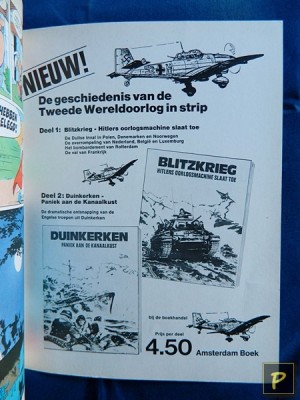 NIEUW!
De geschiedenis van de
Tweede Wereldoorlog in strip
Deel 1: Blitzkrieg - Hitlers oorlogsmachine slaat toe
De Duitse inval in Polen, Denemarken en Noorwegen
De overrompeling van Nederland, België en Luxemburg
Het bombardement van Rotterdam
De val van Frankrijk
Deel 2: Duinkerken -
Paniek aan de Kanaalkust
De dramatische ontsnapping van de
Engelse troepen uit Duinkerken
BLITZKRIEG
HITLERS OORLOGSMACHINE SLAAT TOE
DUINKERKEN
PANIEK AAN DE KANAALKUST
bij de boekhandel
Prijs per deel
4.50 Amsterdam Boek
HEBBEN
P